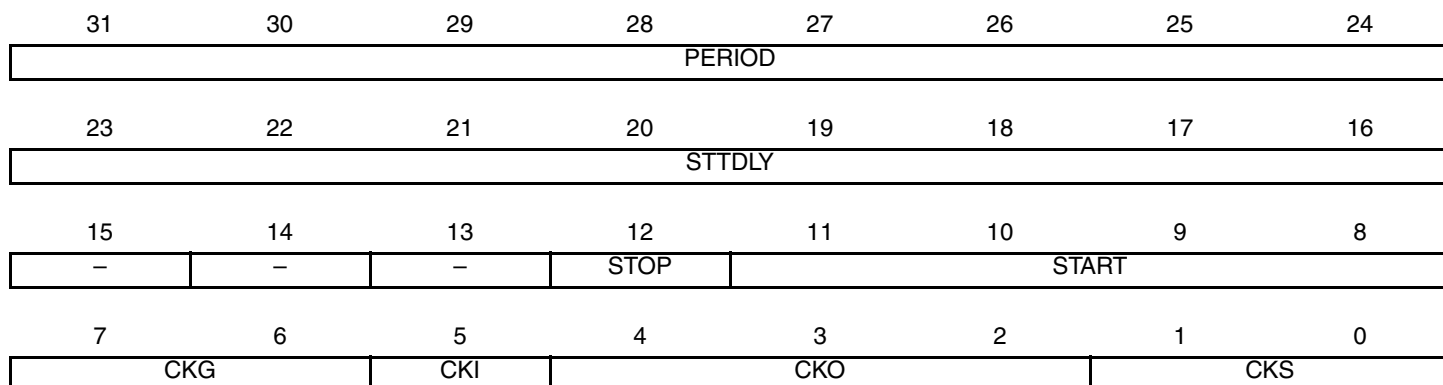 31 30 29 28 27 26 25 24
PERIOD
23 22 21 20 19 18 17 16
STTDLY
15 14 13 12 11 10 9 8
– – – STOP START
7 6 5 4 3 2 1 0
CKG CKI CKO CKS